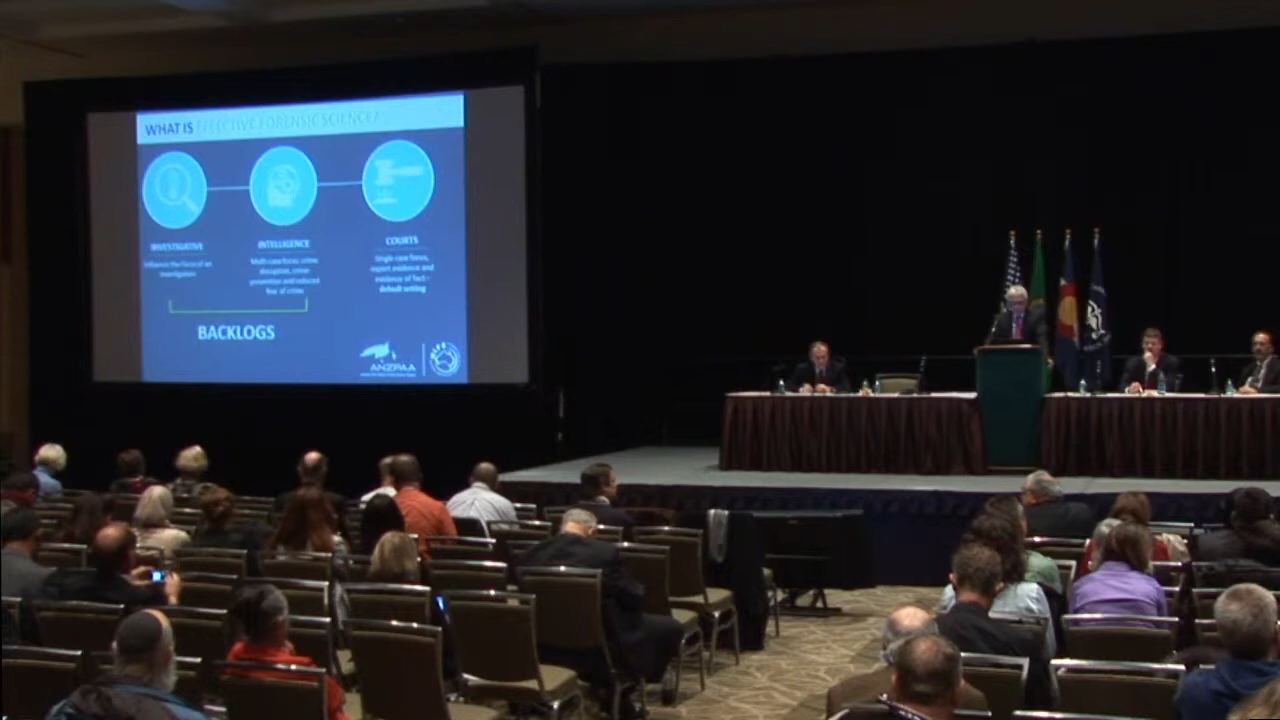 WHAT IS EFFECTIVE FORENSIC SCIENCE?
INVESTIGATIVE
Influence the focus of an
investigation
INTELLIGENCE
Multi-case focus: crime
disruption, crime
prevention and reduced
fear of crime
COURTS
Single case focus,
expert evidence and
evidence of fact –
default setting
BACKLOGS
ANZPAA